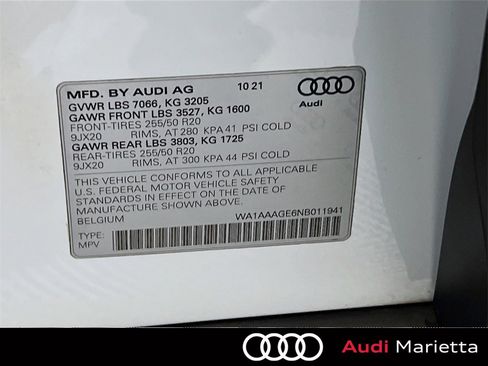 MFD. BY AUDI AG 10 21
GVWR LBS 7066, KG 3205
GAWR FRONT LBS 3527, KG 1600
FRONT-TIRES 255/50 R20
9JX20 RIMS, AT 280 KPA 41 PSI COLD
GAWR REAR LBS 3803, KG 1725
REAR-TIRES 255/50 R20
9JX20 RIMS, AT 300 KPA 44 PSI COLD
Audi
THIS VEHICLE CONFORMS TO ALL APPLICABLE
U.S. FEDERAL MOTOR VEHICLE SAFETY
STANDARDS IN EFFECT ON THE DATE OF
MANUFACTURE SHOWN ABOVE.
BELGIUM
WA1AAAGE6NB011941
TYPE:
MPV
Audi Marietta